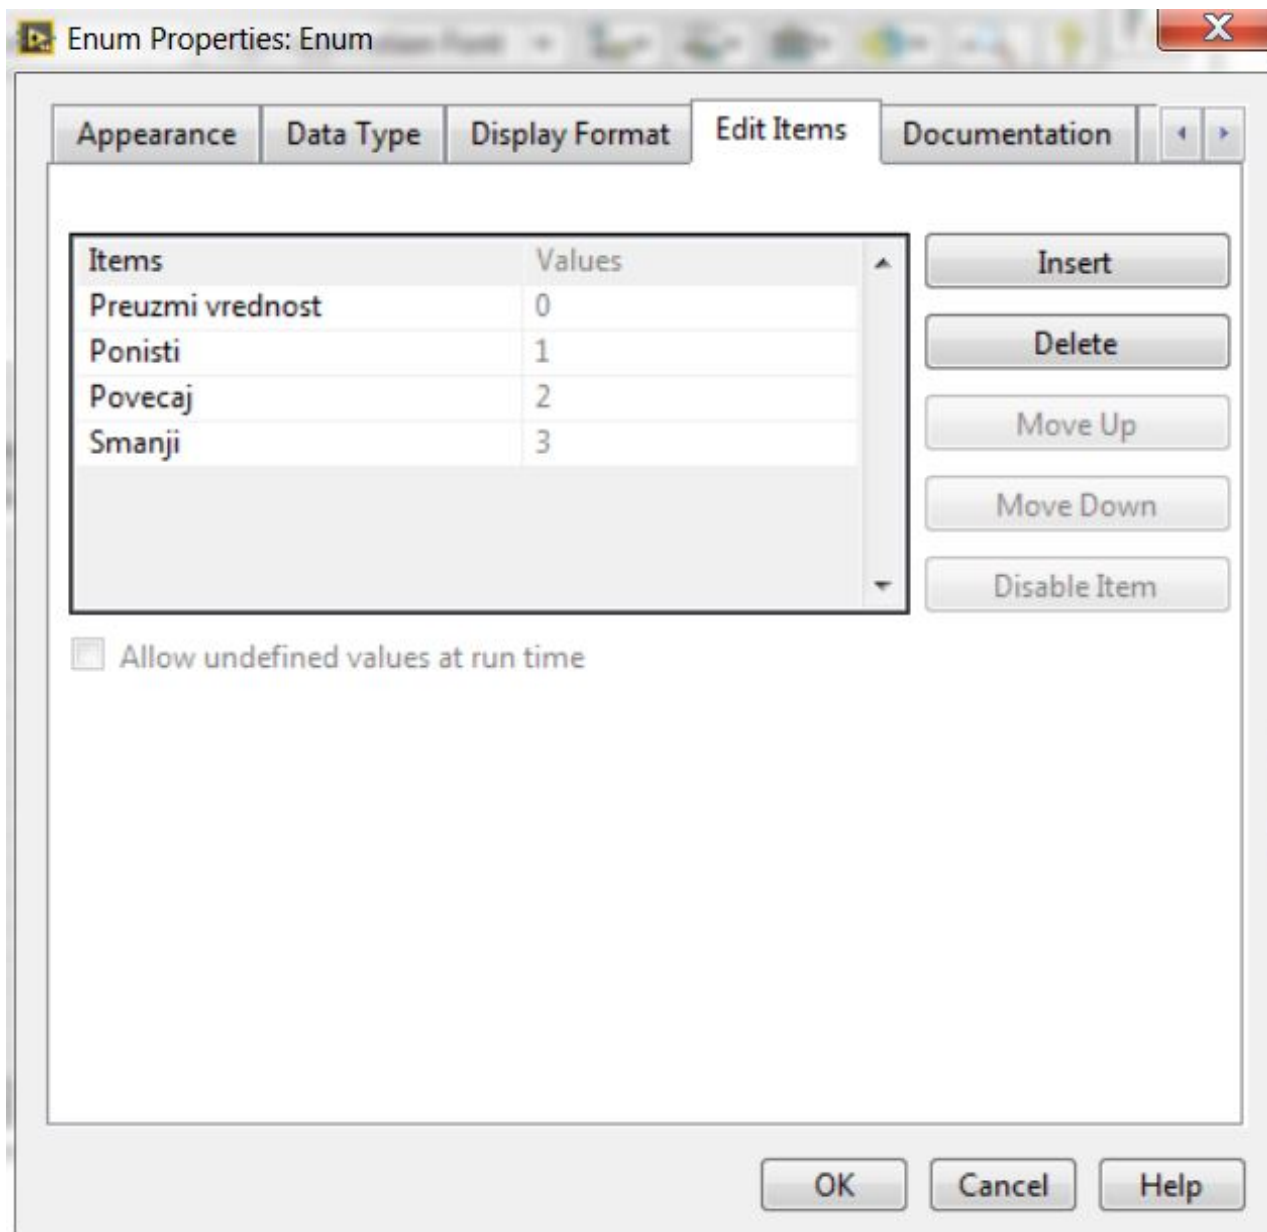 Enum Properties: Enum
Appearance Data Type Display Format Edit Items Documentation
Items Values
Preuzmi vrednost 0
Ponisti 1
Povecaj 2
Smanji 3
Insert
Delete
Move Up
Move Down
Disable Item
Allow undefined values at run time
OK Cancel Help